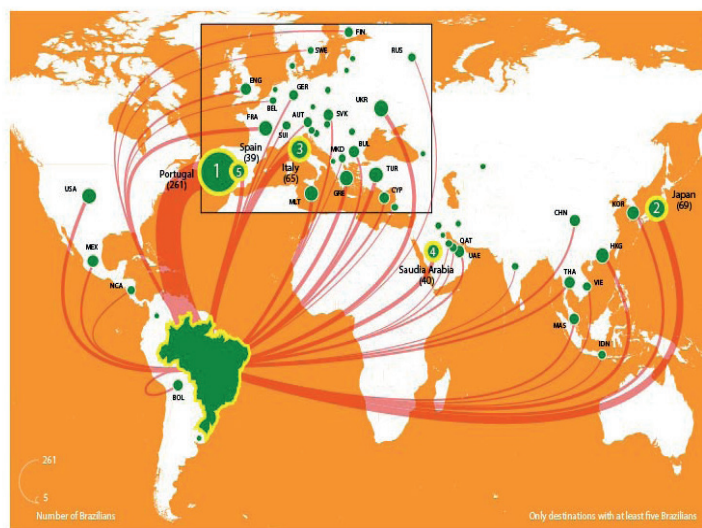 FIN
SWE
RUS
ENG
GER
BEL
UKR
FRA
AUT
SVK
SUI
Spain
(39)
3
MKD
BUL
Portugal
(261)
1
5
Italy
(65)
TUR
USA
MLT
GRE
CYP
KOR
2
Japan
(69)
CHN
MEX
4
QAT
UAE
HKG
Saudia Arabia
(40)
NCA
THA
VIE
MAS
IDN
BOL
261
5
Number of Brazilians
Only destinations with at least five Brazilians